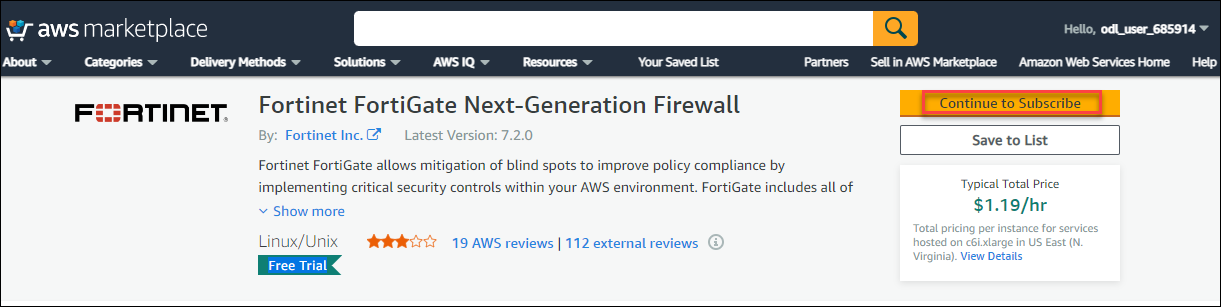 aws marketplace
Hello, odl_user_685914
About
Categories
Delivery Methods
Solutions
AWS IQ
Resources
Your Saved List
Partners
Sell in AWS Marketplace
Amazon Web Services Home
Help
FORTINET
Fortinet FortiGate Next-Generation Firewall
By: Fortinet Inc.
Latest Version: 7.2.0
Fortinet FortiGate allows mitigation of blind spots to improve policy compliance by
implementing critical security controls within your AWS environment. FortiGate includes all of
Show more
Linux/Unix
19 AWS reviews | 112 external reviews
Free Trial
Continue to Subscribe
Save to List
Typical Total Price
$1.19/hr
Total pricing per instance for services
hosted on c6i.xlarge in US East (N.
Virginia). View Details